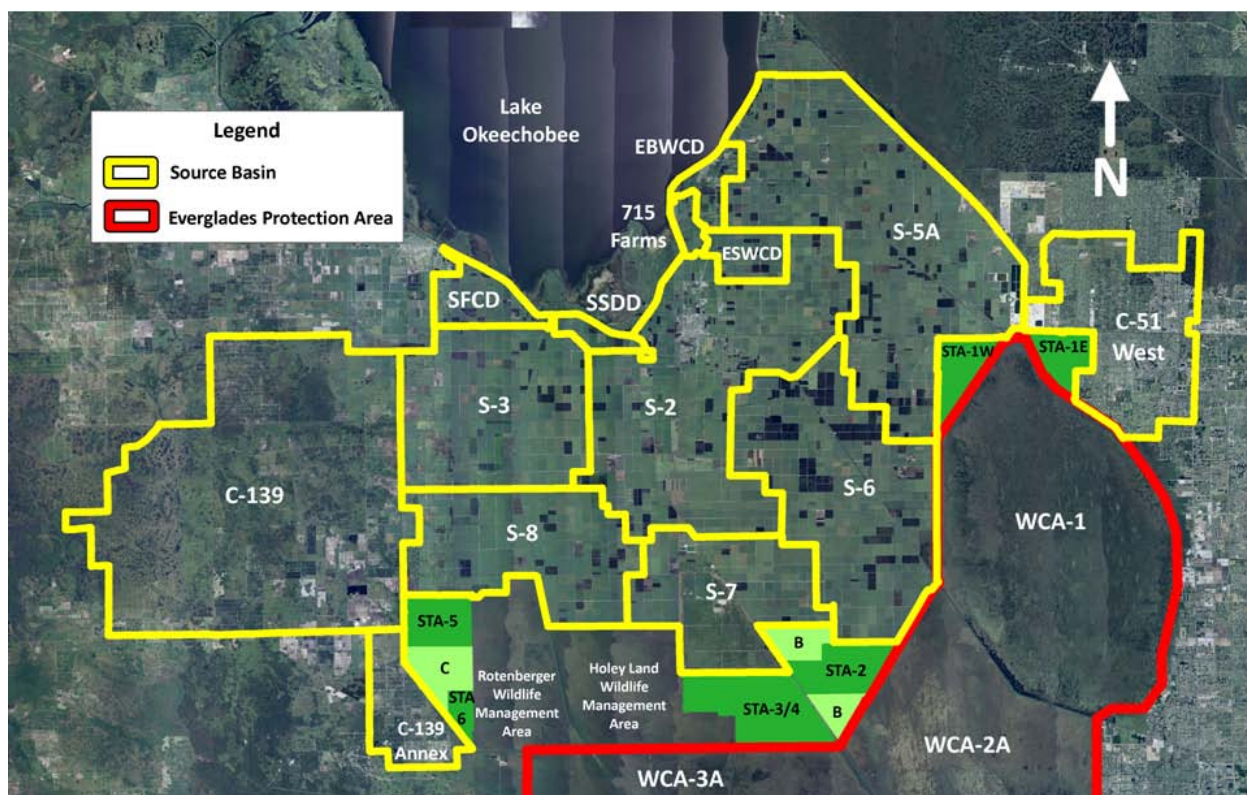 Lake
Okeechobee
Legend
Source Basin
Everglades Protection Area
N
EBWCD
715
Farms
S-5A
ESWCD
SFCD
SSDD
C-51
West
STA-1W
STA-1E
S-3
S-2
S-6
C-139
WCA-1
S-8
S-7
STA-5
B
C
STA-2
STA
6
Rotenberger
Wildlife
Management
Area
Holey Land
Wildlife
Management
Area
STA-3/4
B
C-139
Annex
WCA-2A
WCA-3A